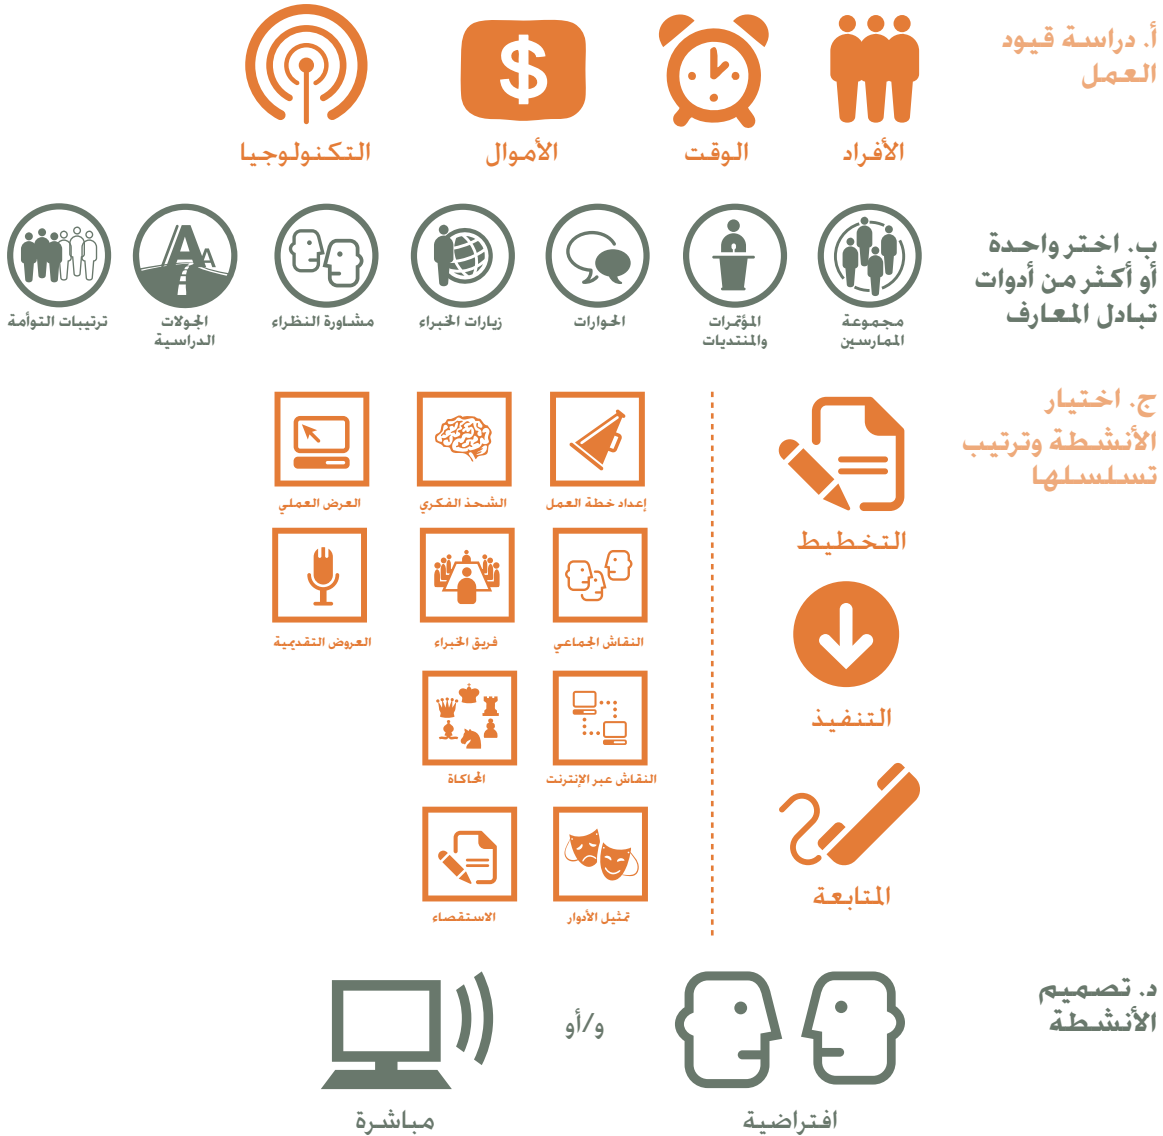 أ. دراسة قيود
العمل
الأفراد
الوقت
$
الأموال
التكنولوجيا
ب. اختر واحدة
أو أكثر من أدوات
تبادل المعارف
مجموعة
الممارسين
المؤتمرات
والمنتديات
الحوارات
زيارات الخبراء
مشاورة النظراء
A
A
الجولات
الدراسية
ترتيبات التوأمة
ج. اختيار
الأنشطة وترتيب
تسلسلها
التخطيط
التنفيذ
المتابعة
إعداد خطة العمل
الشحذ الفكري
العرض العملي
النقاش الجماعي
فريق الخبراء
العروض التقديمية
النقاش عبر الإنترنت
المحاكاة
تمثيل الأدوار
الاستقصاء
د. تصميم
الأنشطة
افتراضية
و/أو
مباشرة